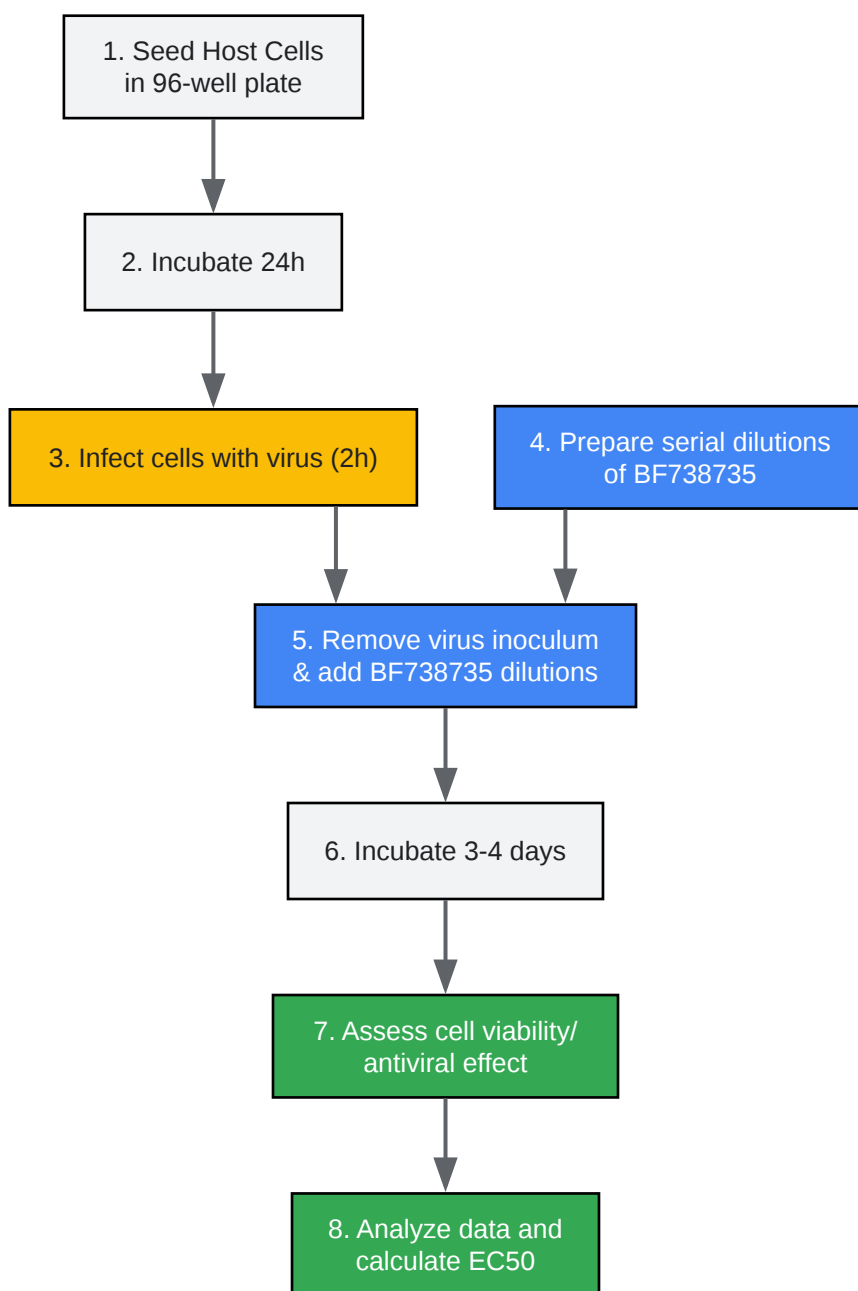 1. Seed Host Cells
in 96-well plate
2. Incubate 24h
3. Infect cells with virus (2h)
4. Prepare serial dilutions
of BF738735
5. Remove virus inoculum
& add BF738735 dilutions
6. Incubate 3-4 days
7. Assess cell viability/
antiviral effect
8. Analyze data and
calculate EC50